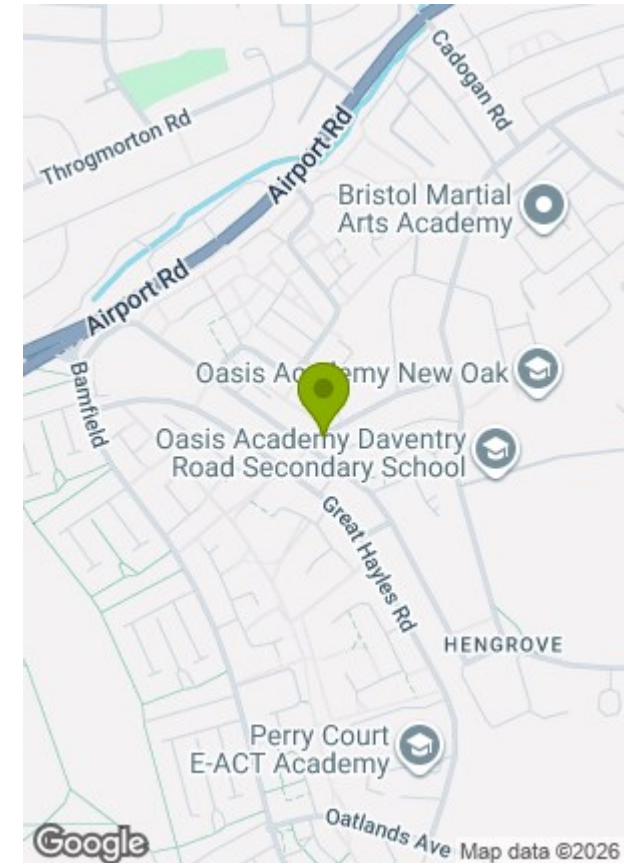 Cadogan Rd
Throgmorton Rd
Airport Rd
Bristol Martial
Arts Academy
Airport Rd
Bamfield
Oasis Academy New Oak
Oasis Academy Daventry
Road Secondary School
Great Hayles Rd
HENGROVE
Perry Court
E-ACT Academy
Oatlands Ave
Google
Map data ©2026